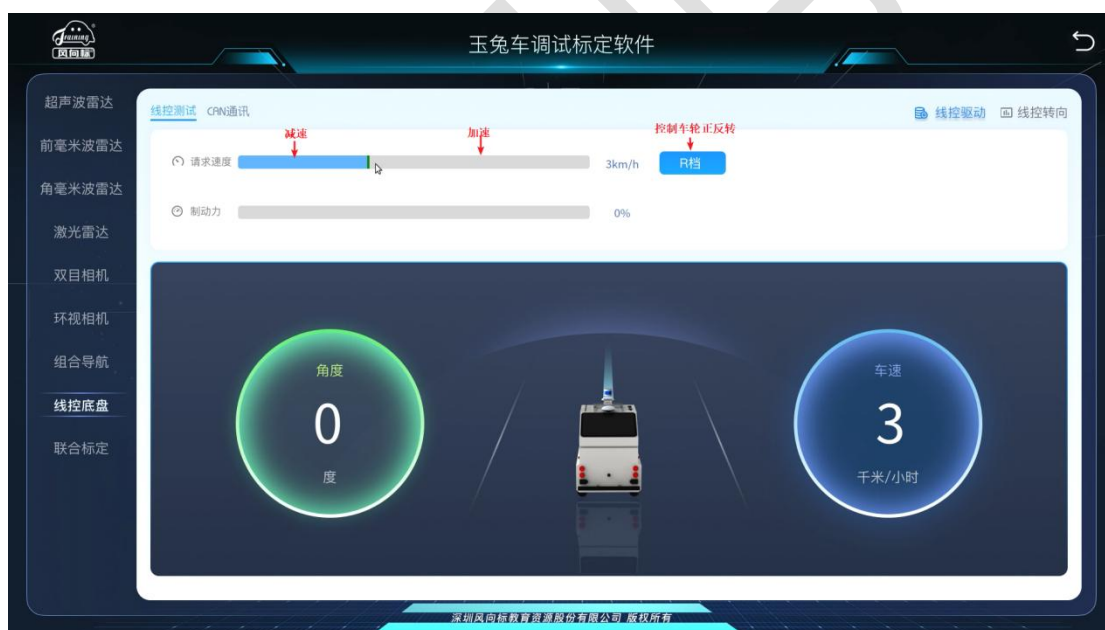 Training
风向标
玉兔车调试标定软件
超声波雷达
前毫米波雷达
角毫米波雷达
激光雷达
双目相机
环视相机
组合导航
线控底盘
联合标定
线控测试 CAN通讯
线控驱动 线控转向
减速 加速 控制车轮正反转
请求速度 3km/h R档
制动力 0%
角度
0
度
车速
3
千米/小时
深圳风向标教育资源股份有限公司 版权所有